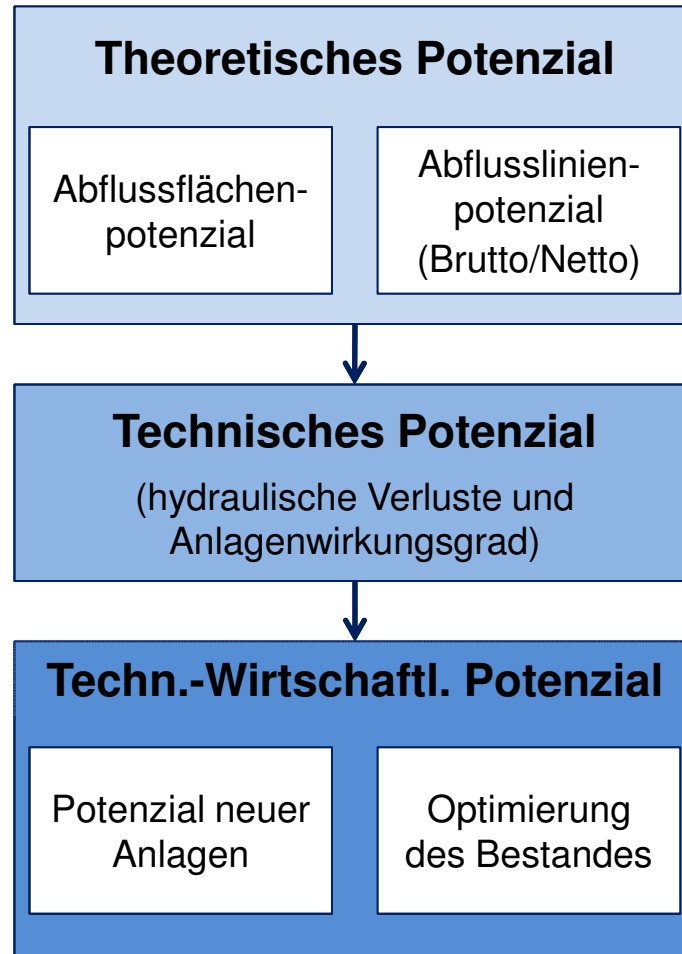 Theoretisches Potenzial
Abflussflächen-
potenzial
Abflusslinien-
potenzial
(Brutto/Netto)
Technisches Potenzial
(hydraulische Verluste und
Anlagenwirkungsgrad)
Techn.-Wirtschaftl. Potenzial
Potenzial neuer
Anlagen
Optimierung
des Bestandes